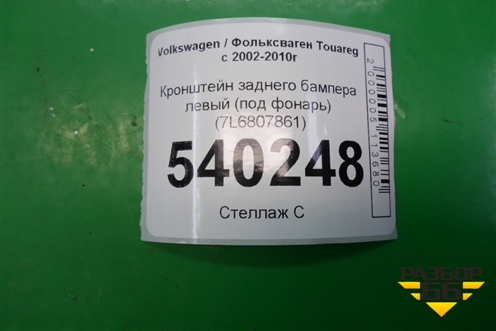 Volkswagen / Фольксваген Touareg
с 2002-2010г
Кронштейн заднего бампера
левый (под фонарь)
(7L6807861)
540248
Стеллаж С
2000005113680
РАЗБОР
66